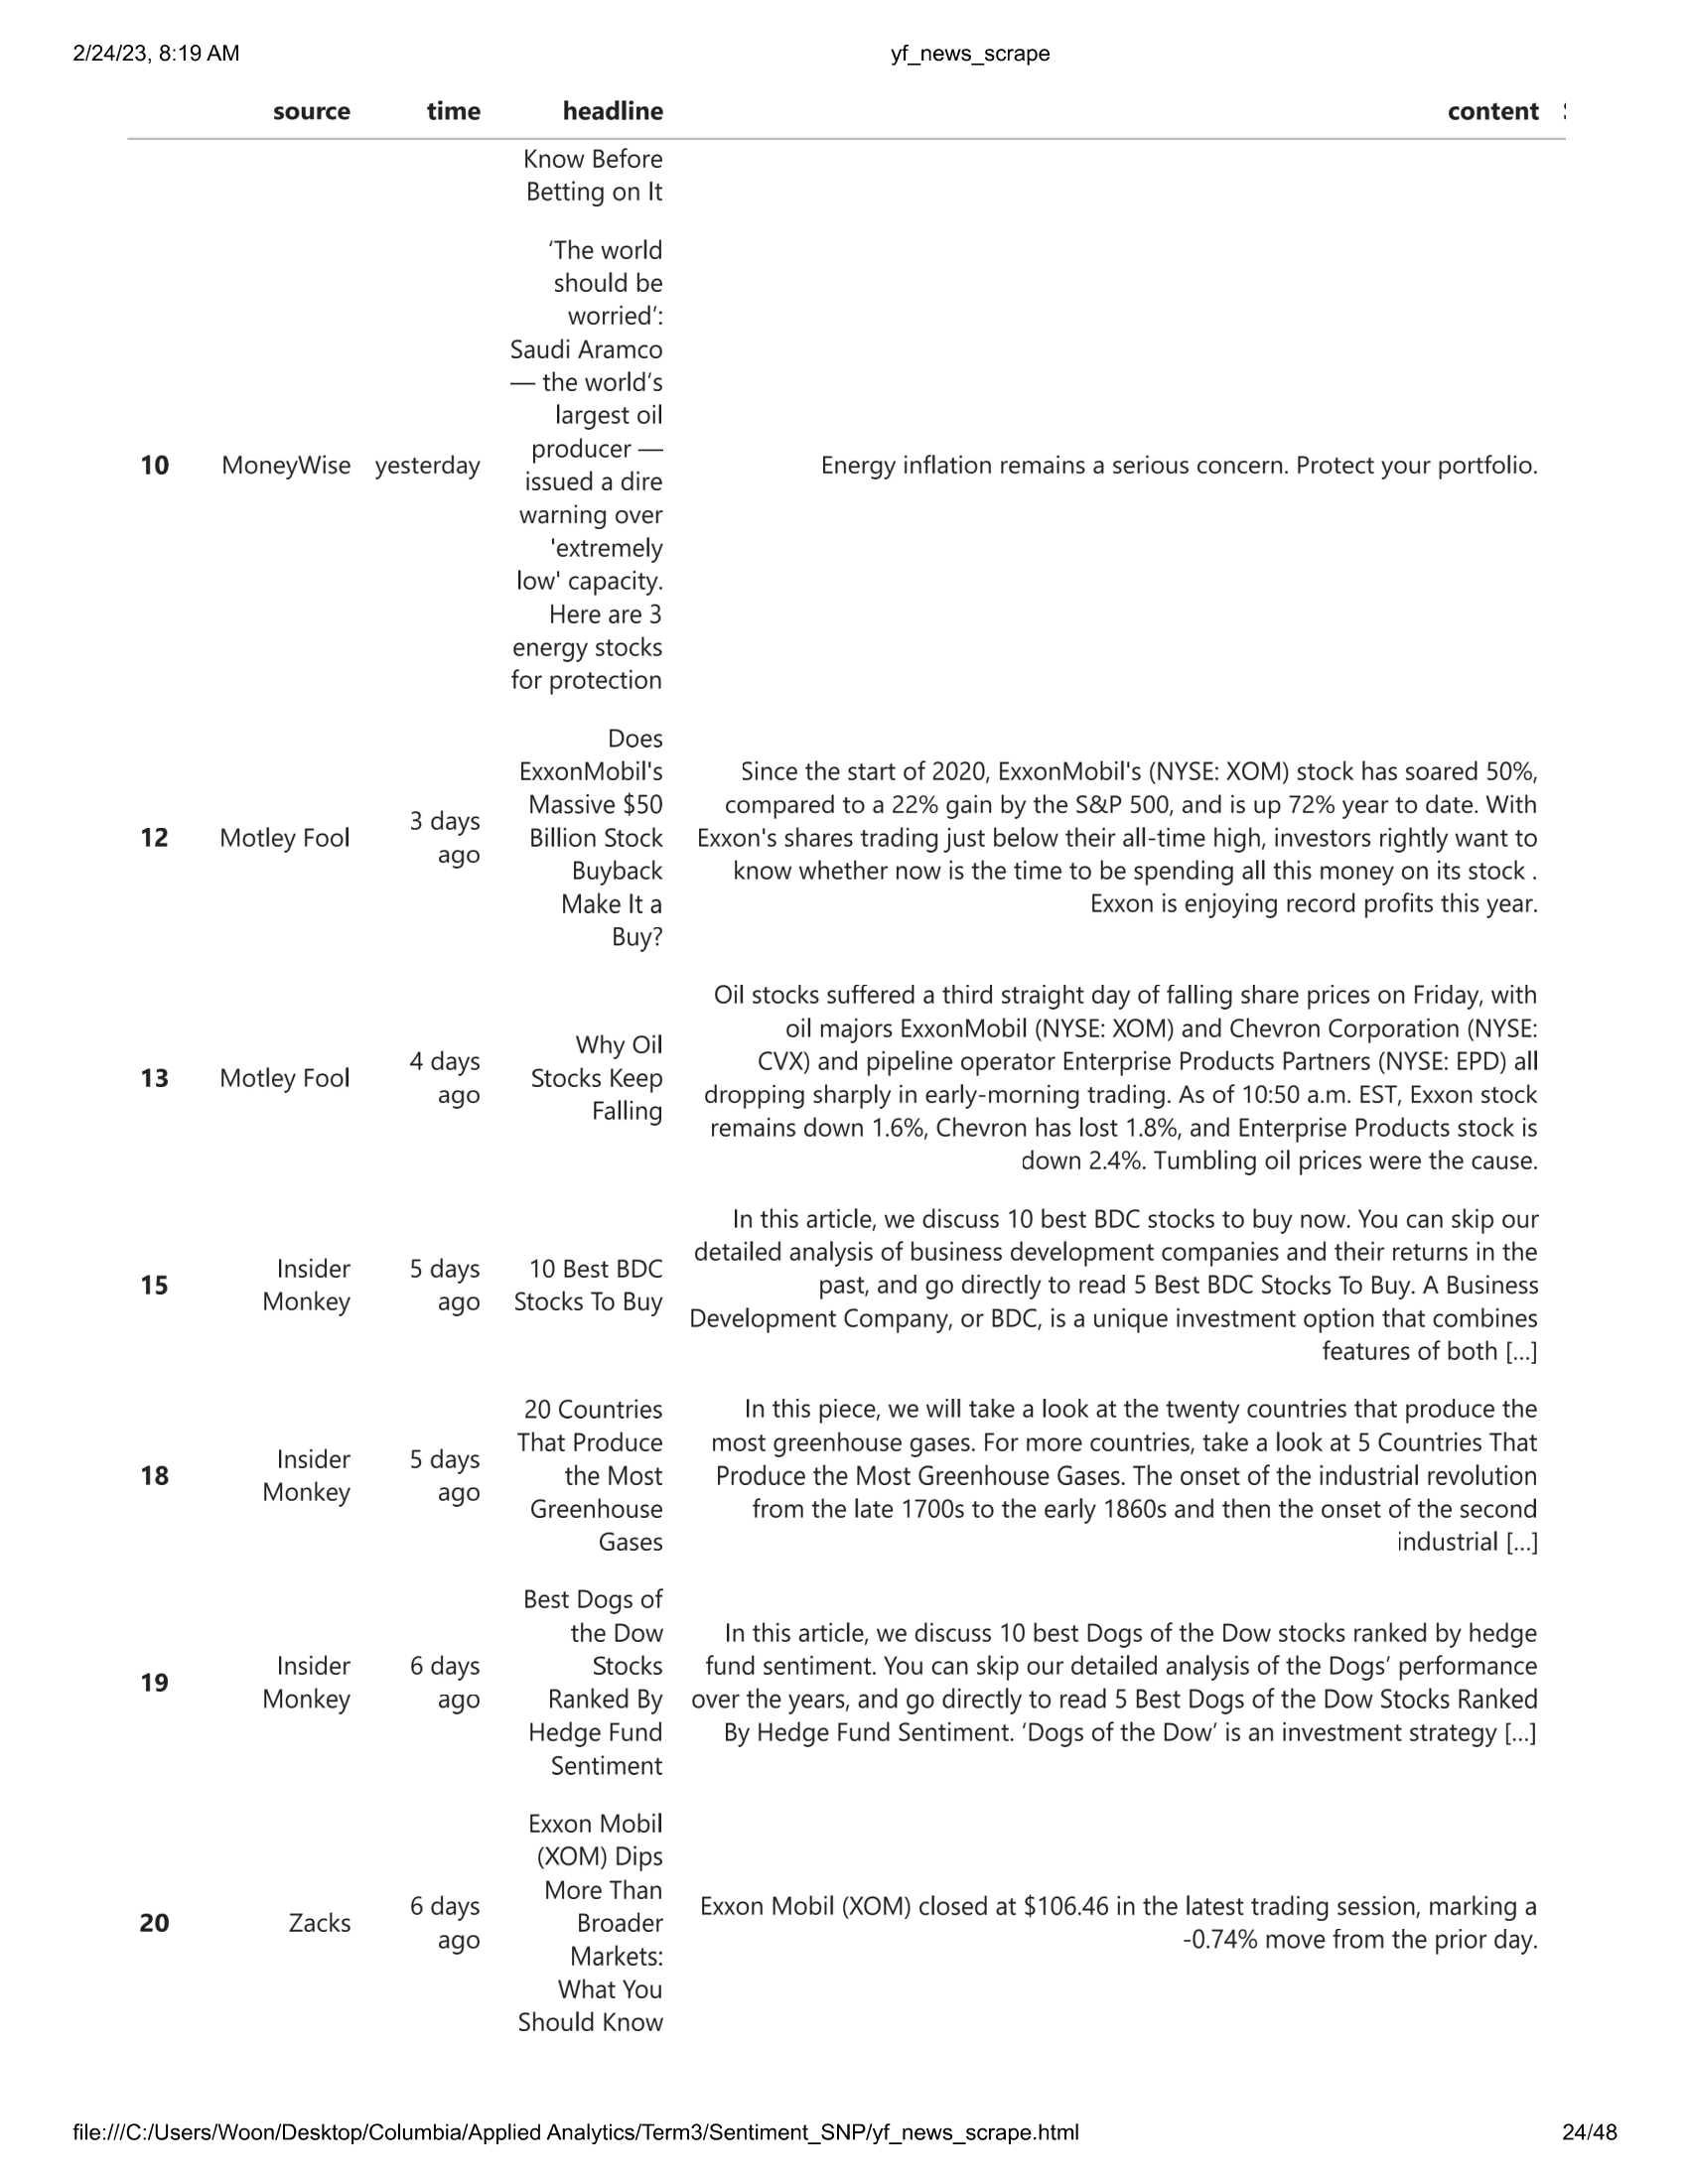 2/24/23, 8:19 AM yf_news_scrape
source time headline content
Know Before
Betting on It
‘The world
should be
worried’:
Saudi Aramco
— the world’s
largest oil
producer —
10 MoneyWise yesterday issued a dire Energy inflation remains a serious concern. Protect your portfolio.
warning over
'extremely
low' capacity.
Here are 3
energy stocks
for protection
Does
ExxonMobil's
Massive $50
Billion Stock
Buyback
Make It a
Buy?
12 Motley Fool 3 days
ago
Since the start of 2020, ExxonMobil's (NYSE: XOM) stock has soared 50%,
compared to a 22% gain by the S&P 500, and is up 72% year to date. With
Exxon's shares trading just below their all-time high, investors rightly want to
know whether now is the time to be spending all this money on its stock .
Exxon is enjoying record profits this year.
13 Motley Fool 4 days
ago
Why Oil
Stocks Keep
Falling
Oil stocks suffered a third straight day of falling share prices on Friday, with
oil majors ExxonMobil (NYSE: XOM) and Chevron Corporation (NYSE:
CVX) and pipeline operator Enterprise Products Partners (NYSE: EPD) all
dropping sharply in early-morning trading. As of 10:50 a.m. EST, Exxon stock
remains down 1.6%, Chevron has lost 1.8%, and Enterprise Products stock is
down 2.4%. Tumbling oil prices were the cause.
15 Insider
Monkey
5 days
ago
10 Best BDC
Stocks To Buy
In this article, we discuss 10 best BDC stocks to buy now. You can skip our
detailed analysis of business development companies and their returns in the
past, and go directly to read 5 Best BDC Stocks To Buy. A Business
Development Company, or BDC, is a unique investment option that combines
features of both [...]
18 Insider
Monkey
5 days
ago
20 Countries
That Produce
the Most
Greenhouse
Gases
In this piece, we will take a look at the twenty countries that produce the
most greenhouse gases. For more countries, take a look at 5 Countries That
Produce the Most Greenhouse Gases. The onset of the industrial revolution
from the late 1700s to the early 1860s and then the onset of the second
industrial [...]
19 Insider
Monkey
6 days
ago
Best Dogs of
the Dow
Stocks
Ranked By
Hedge Fund
Sentiment
In this article, we discuss 10 best Dogs of the Dow stocks ranked by hedge
fund sentiment. You can skip our detailed analysis of the Dogs’ performance
over the years, and go directly to read 5 Best Dogs of the Dow Stocks Ranked
By Hedge Fund Sentiment. ‘Dogs of the Dow’ is an investment strategy [...]
20 Zacks 6 days
ago
Exxon Mobil
(XOM) Dips
More Than
Broader
Markets:
What You
Should Know
Exxon Mobil (XOM) closed at $106.46 in the latest trading session, marking a
-0.74% move from the prior day.
file:///C:/Users/Woon/Desktop/Columbia/Applied Analytics/Term3/Sentiment_SNP/yf_news_scrape.html 24/48